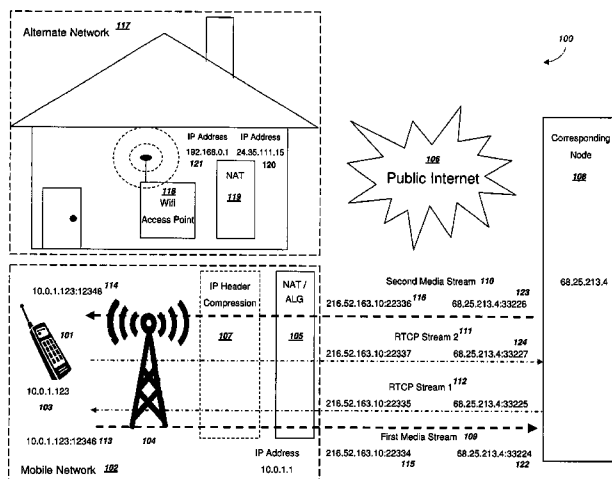 Alternate Network 117
100
IP Address IP Address
192.168.0.1 24.35.111.15
121 120
NAT
119
118
Wifi
Access Point
106
Public Internet
Corresponding
Node
108
68.25.213.4
10.0.1.123:12346 114
101
10.0.1.123
103
10.0.1.123:12346 113
104
IP Header
Compression
107
NAT /
ALG
105
IP Address
10.0.1.1
Mobile Network 102
Second Media Stream 110
123
216.52.163.10:22336 116 68.25.213.4:33226
RTCP Stream 2 111
124
216.52.163.10:22337 68.25.213.4:33227
RTCP Stream 1 112
216.52.163.10:22335 68.25.213.4:33225
First Media Stream 109
216.52.163.10:22334 68.25.213.4:33224
115 122